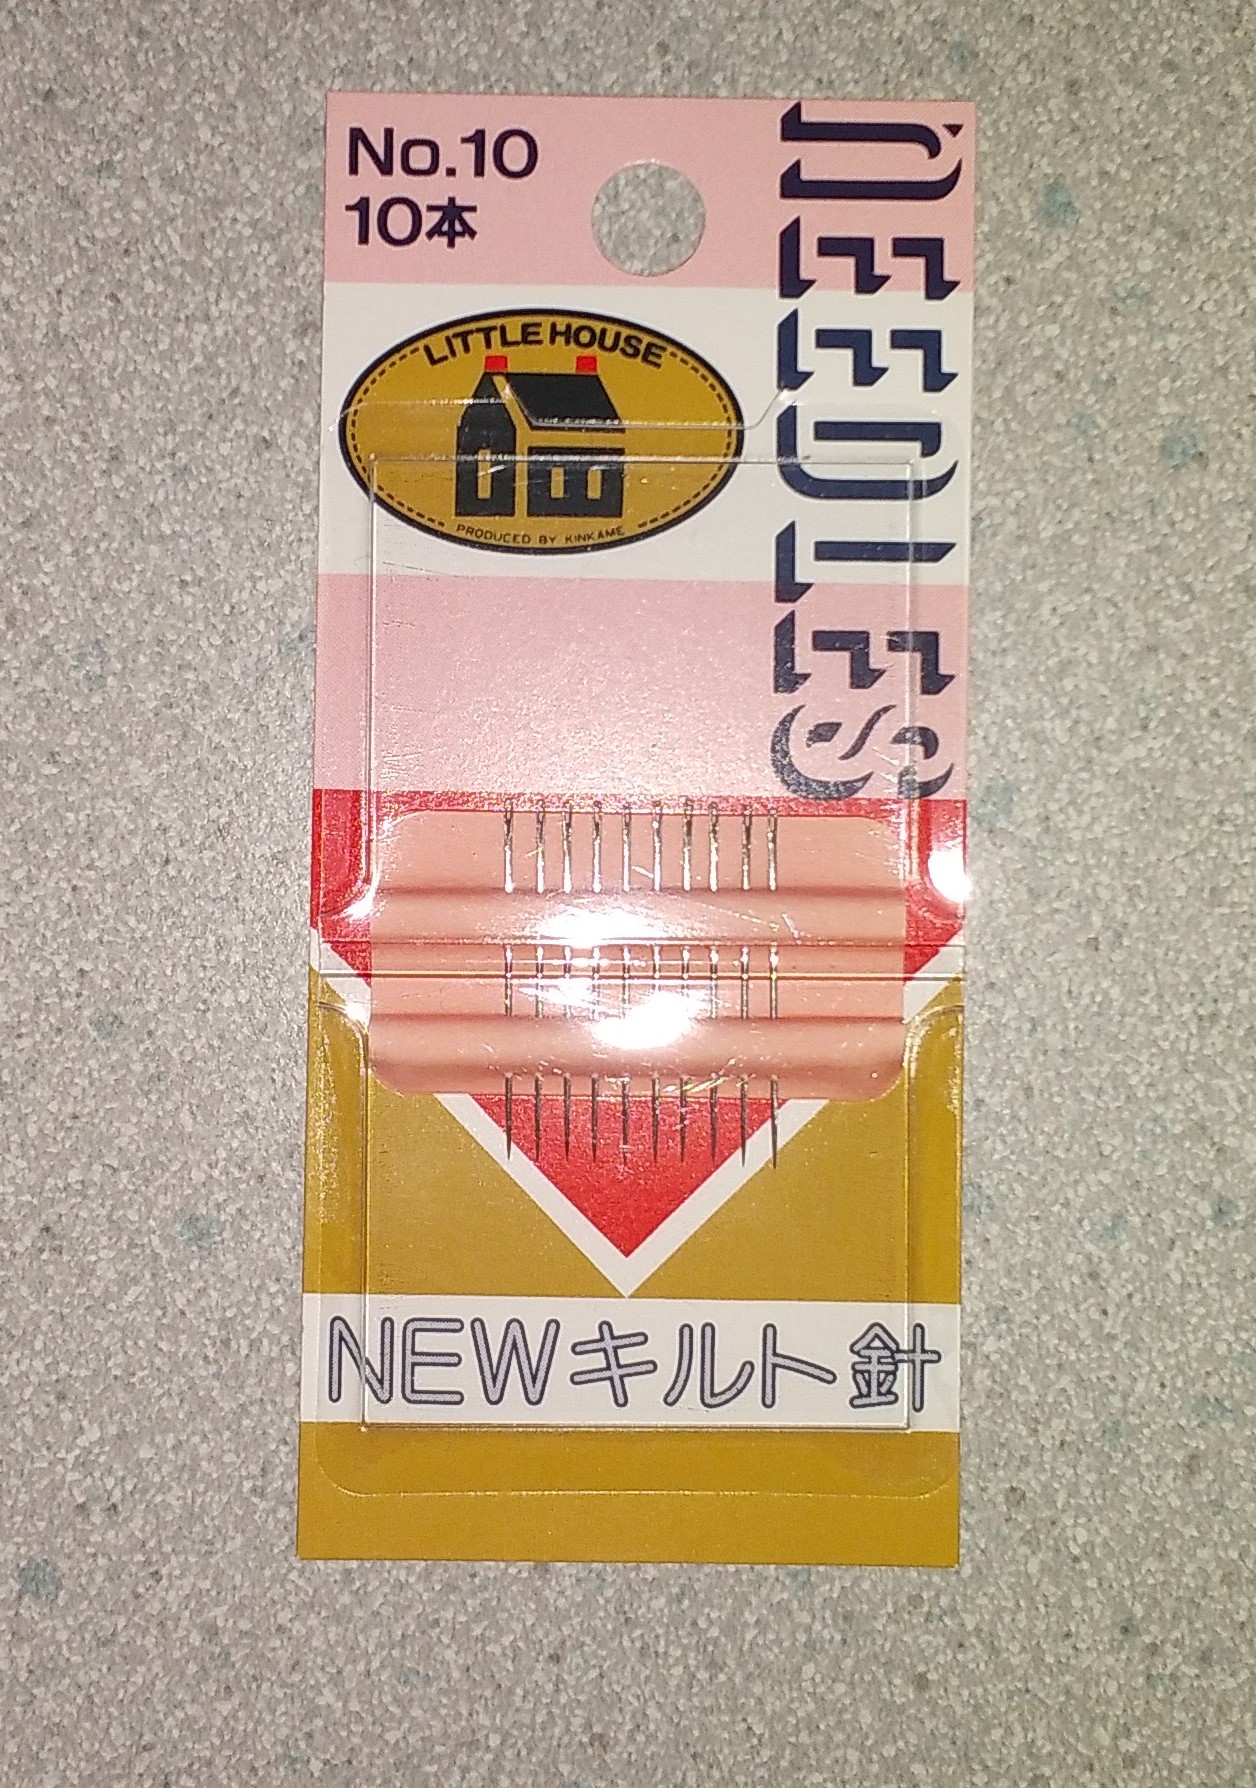 No.10
10本
NEEDLES
LITTLE HOUSE
PRODUCED BY KINKAME
NEWキルト針